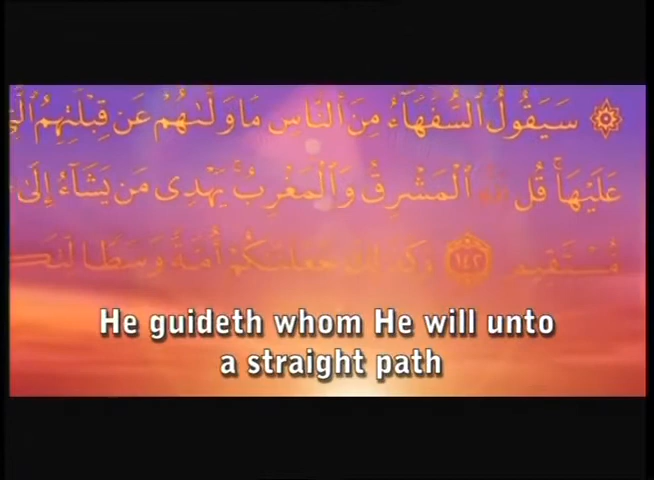 ۞ سَيَقُولُ ٱلسُّفَهَآءُ مِنَ ٱلنَّاسِ مَا وَلَّىٰهُمْ عَن قِبْلَتِهِمُ
عَلَيْهَا ۚ قُل ٱلْمَشْرِقُ وَٱلْمَغْرِبُ ۚ يَهْدِى مَن يَشَآءُ إِلَىٰ
مُّسْتَقِيمٍ ١٤٢ وَكَذَٰلِكَ جَعَلْنَٰكُمْ أُمَّةً وَسَطًا
He guideth whom He will unto
a straight path